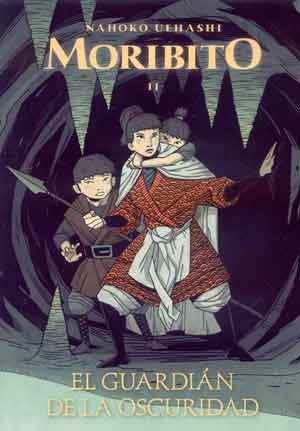 NAHOKO UEHASHI
MORIBITO
II
EL GUARDIÁN
DE LA OSCURIDAD